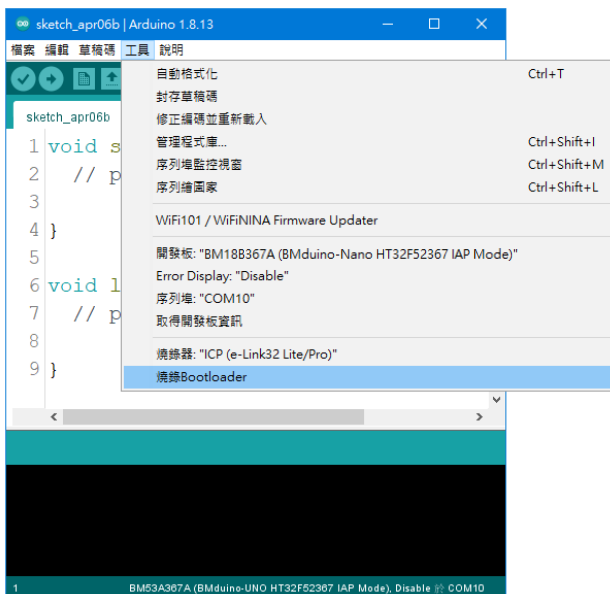 sketch_apr06b | Arduino 1.8.13
檔案 編輯 草稿碼 工具 說明
sketch_apr06b
自動格式化 Ctrl+T
封存草稿碼
修正編碼並重新載入
管理程式庫... Ctrl+Shift+I
序列埠監控視窗 Ctrl+Shift+M
序列繪圖家 Ctrl+Shift+L
WiFi101 / WiFiNINA Firmware Updater
開發板: "BM18B367A (BMduino-Nano HT32F52367 IAP Mode)"
Error Display: "Disable"
序列埠: "COM10"
取得開發板資訊
燒錄器: "ICP (e-Link32 Lite/Pro)"
燒錄Bootloader
1 void s
2 // p
3
4 }
5
6 void l
7 // p
8
9 }
1 BM53A367A (BMduino-UNO HT32F52367 IAP Mode), Disable 於 COM10